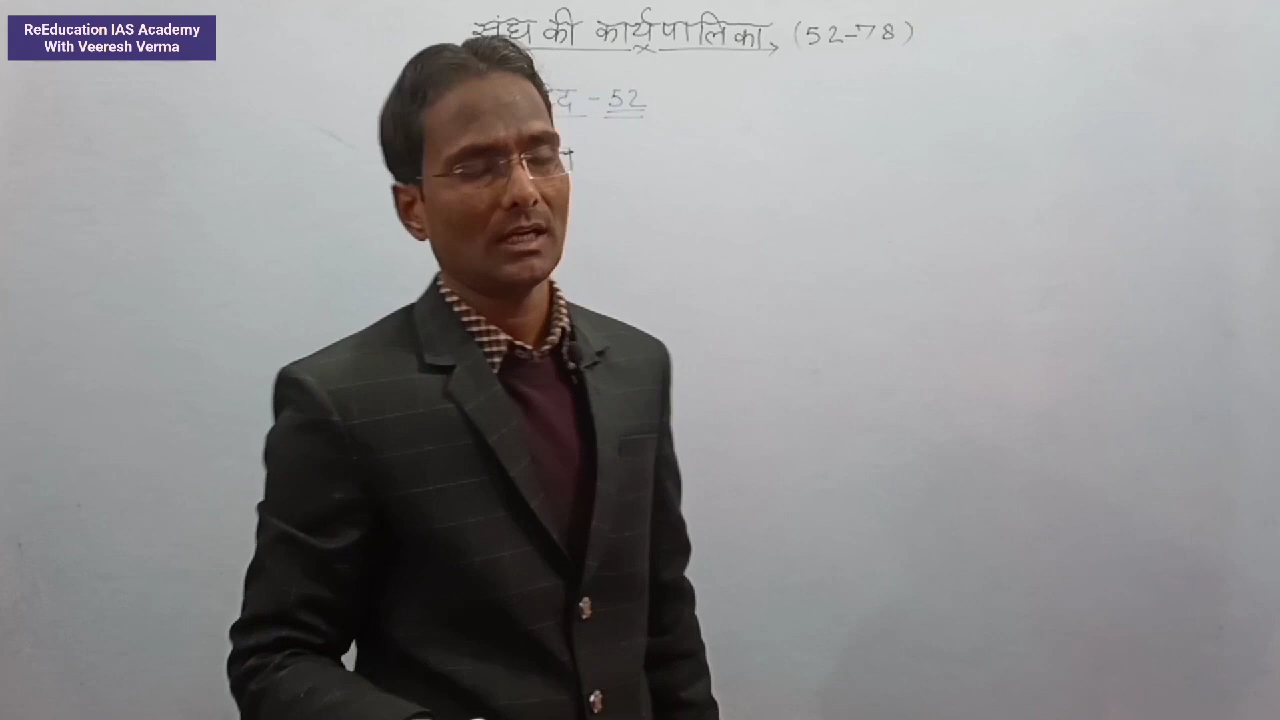 ReEducation IAS Academy
With Veeresh Verma
संघ की कार्यपालिका, (52-78)
-52